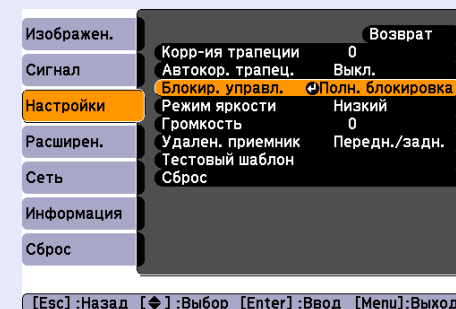 Изображен.
Сигнал
Настройки
Расширен.
Сеть
Информация
Сброс
Возврат
Корр-ия трапеции 0
Автокор. трапец. Выкл.
Блокир. управл. Полн. блокировка
Режим яркости Низкий
Громкость 0
Удален. приемник Передн./задн.
Тестовый шаблон
Сброс
[Esc] :Назад [◆] :Выбор [Enter] :Ввод [Menu]:Выход